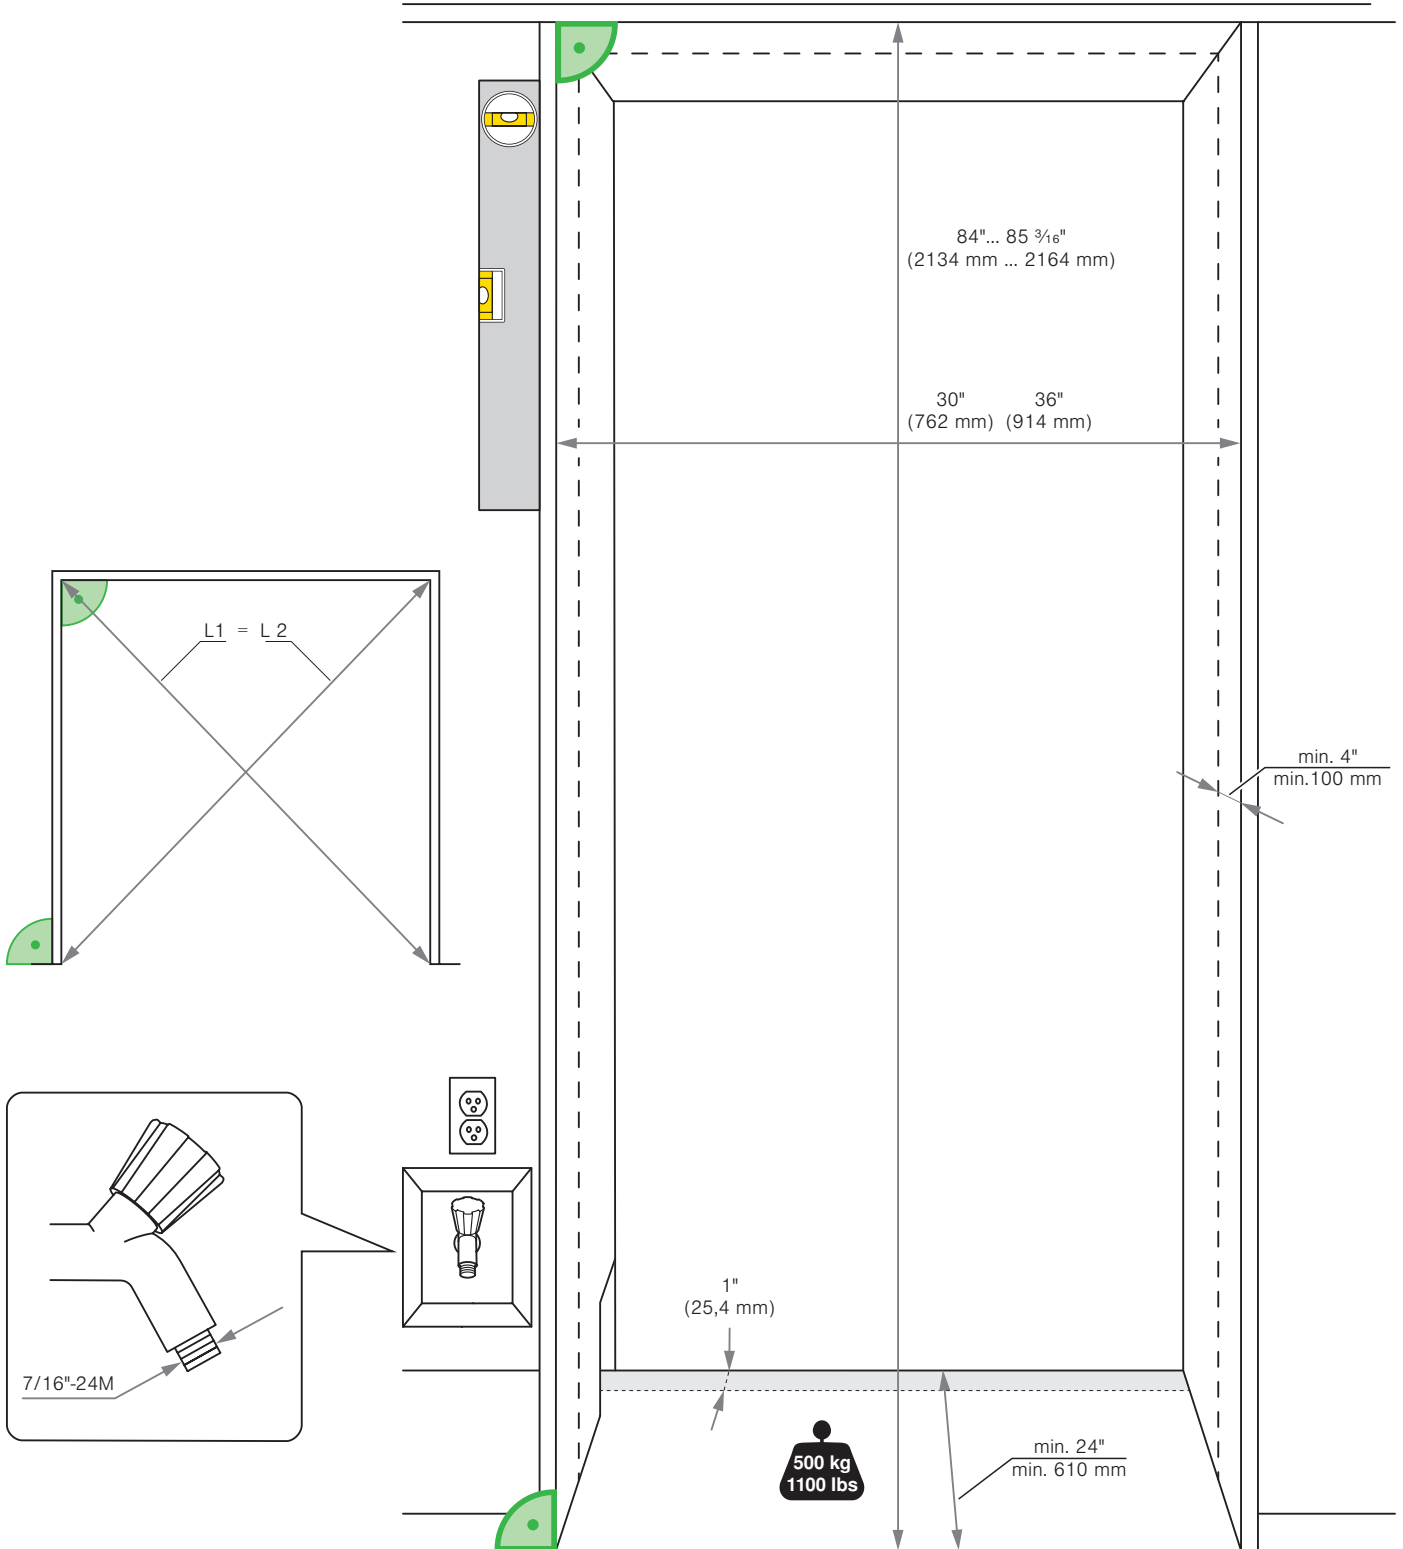 84"... 85 ³⁄₁₆"
(2134 mm ... 2164 mm)
30" 36"
(762 mm) (914 mm)
L1 = L 2
min. 4"
min.100 mm
1"
(25,4 mm)
7/16"-24M
min. 24"
min. 610 mm
500 kg
1100 lbs